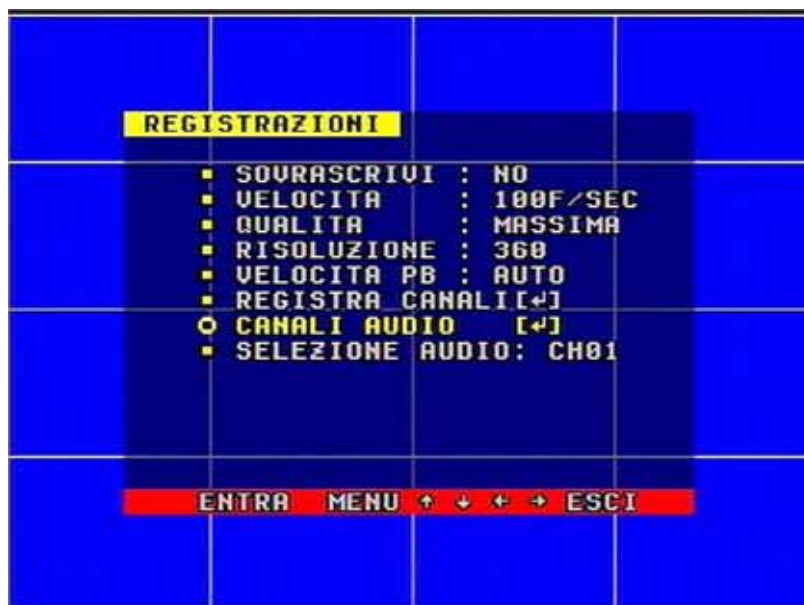 REGISTRAZIONI
SOVRASCRIVI : NO
VELOCITA : 100F/SEC
QUALITA : MASSIMA
RISOLUZIONE : 360
VELOCITA PB : AUTO
REGISTRA CANALI[↵]
CANALI AUDIO [↵]
SELEZIONE AUDIO: CH01
ENTRA MENU ↑ ↓ ← → ESCI